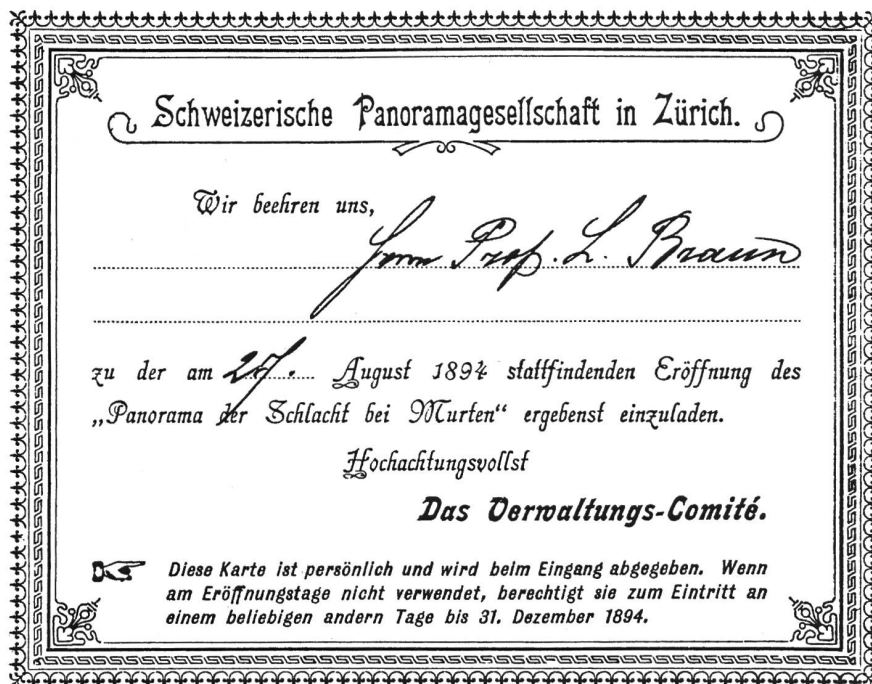 Schweizerische Panoramagesellschaft in Zürich.
Wir beehren uns,
Herrn Prof. L. Braun
zu der am 27. August 1894 stattfindenden Eröffnung des
„Panorama der Schlacht bei Murten“ ergebenst einzuladen.
Hochachtungsvollst
Das Verwaltungs-Comité.
Diese Karte ist persönlich und wird beim Eingang abgegeben. Wenn
am Eröffnungstage nicht verwendet, berechtigt sie zum Eintritt an
einem beliebigen andern Tage bis 31. Dezember 1894.